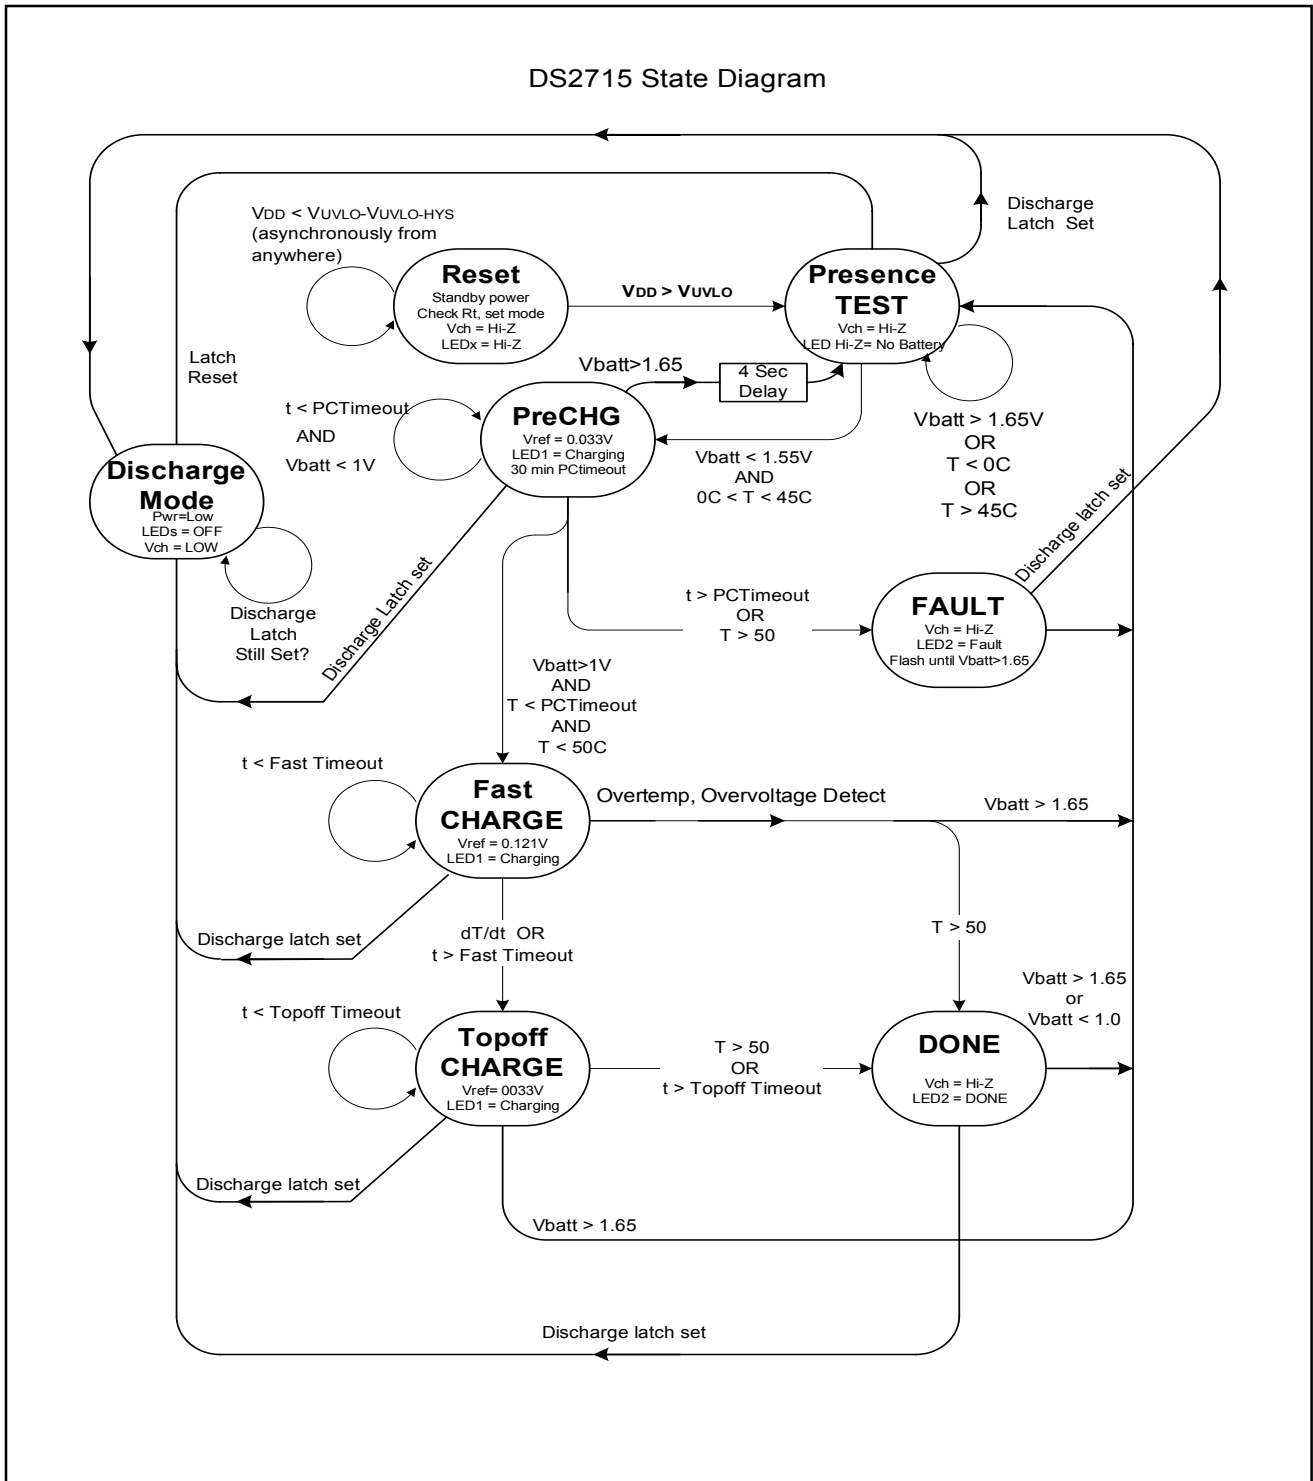 DS2715 State Diagram
Discharge
Latch Set
VDD < VUVLO-VUVLO-HYS
(asynchronously from
anywhere)
Reset
Standby power
Check Rt, set mode
Vch = Hi-Z
LEDx = Hi-Z
VDD > VUVLO
Presence
TEST
Vch = Hi-Z
LED Hi-Z= No Battery
Latch
Reset
Vbatt>1.65
4 Sec
Delay
t < PCTimeout
AND
Vbatt < 1V
PreCHG
Vref = 0.033V
LED1 = Charging
30 min PCtimeout
Vbatt < 1.55V
AND
0C < T < 45C
Vbatt > 1.65V
OR
T < 0C
OR
T > 45C
Discharge
Mode
Pwr=Low
LEDs = OFF
Vch = LOW
Discharge
Latch
Still Set?
Discharge Latch set
Discharge latch set
t > PCTimeout
OR
T > 50
FAULT
Vch = Hi-Z
LED2 = Fault
Flash until Vbatt>1.65
Vbatt>1V
AND
T < PCTimeout
AND
T < 50C
t < Fast Timeout
Fast
CHARGE
Vref = 0.121V
LED1 = Charging
Overtemp, Overvoltage Detect
Vbatt > 1.65
Discharge latch set
dT/dt OR
t > Fast Timeout
T > 50
Vbatt > 1.65
or
Vbatt < 1.0
t < Topoff Timeout
Topoff
CHARGE
Vref= 0033V
LED1 = Charging
T > 50
OR
t > Topoff Timeout
DONE
Vch = Hi-Z
LED2 = DONE
Discharge latch set
Vbatt > 1.65
Discharge latch set